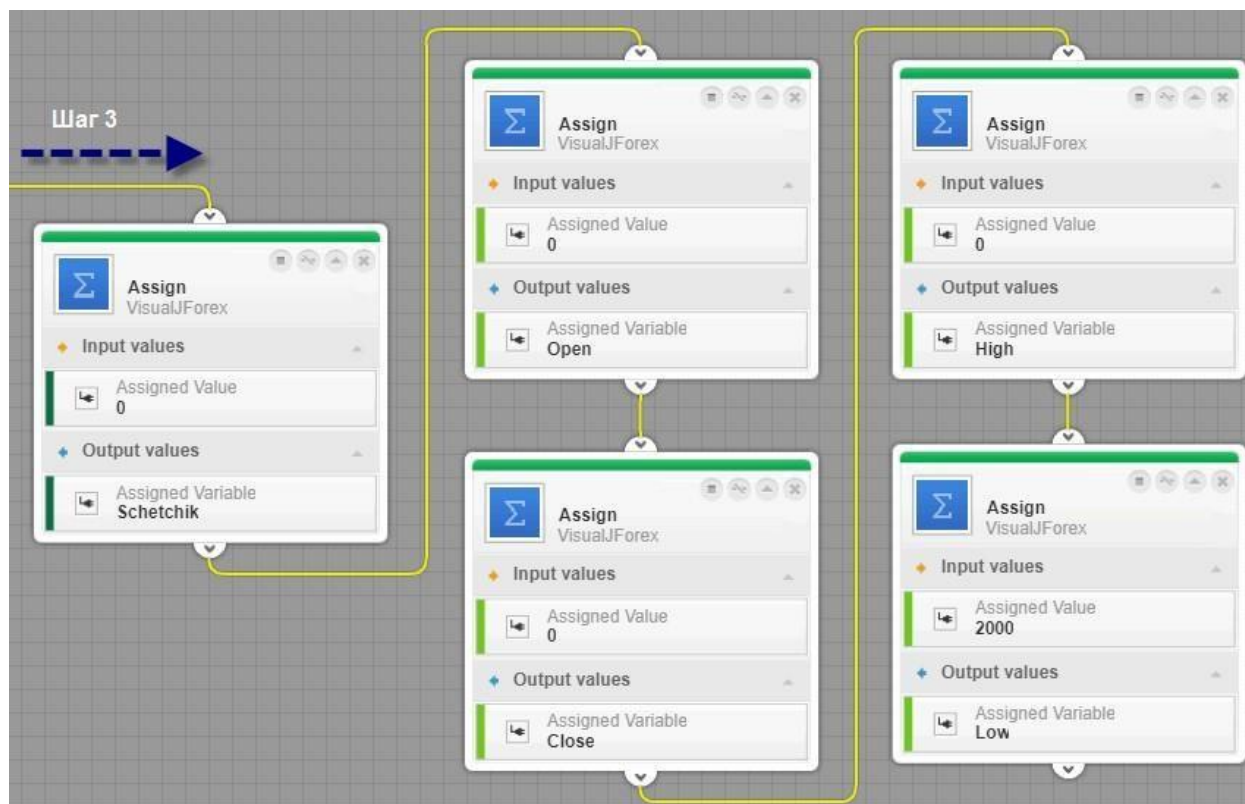 Шаг 3
Assign
VisualJForex
Input values
Assigned Value
0
Output values
Assigned Variable
Schetchik
Assign
VisualJForex
Input values
Assigned Value
0
Output values
Assigned Variable
Open
Assign
VisualJForex
Input values
Assigned Value
0
Output values
Assigned Variable
Close
Assign
VisualJForex
Input values
Assigned Value
0
Output values
Assigned Variable
High
Assign
VisualJForex
Input values
Assigned Value
2000
Output values
Assigned Variable
Low